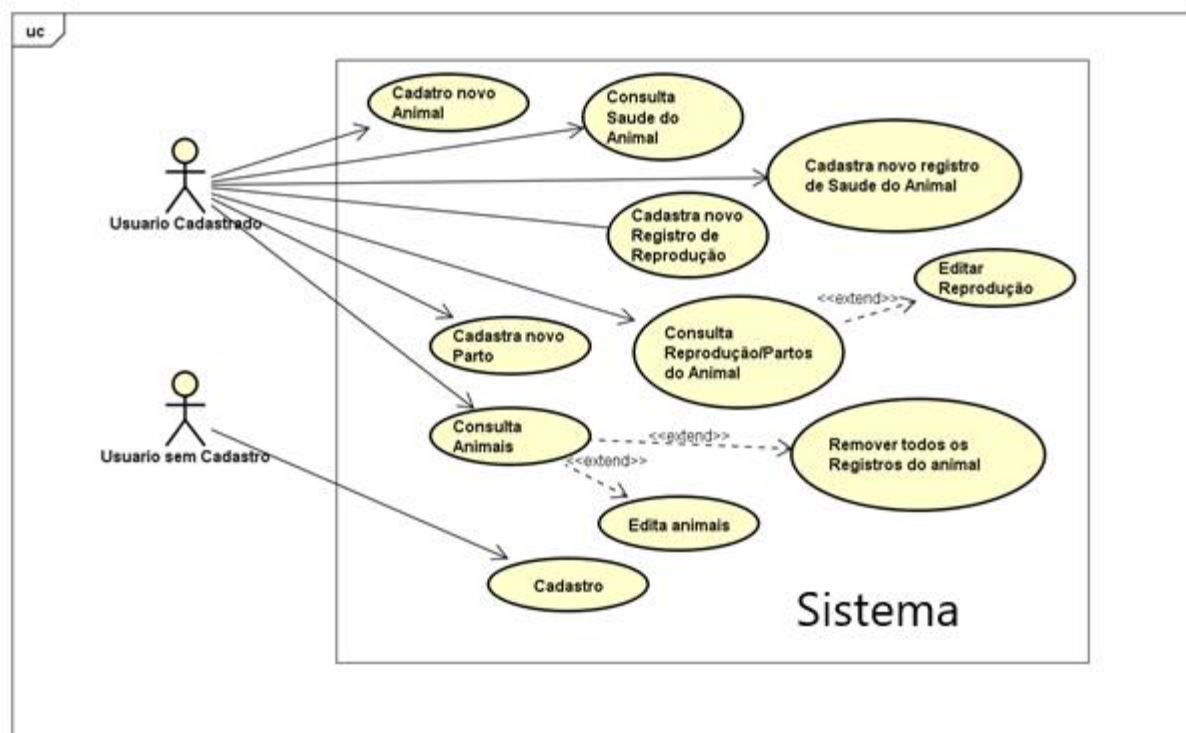 uc
Cadatro novo
Animal
Consulta
Saude do
Animal
Cadastra novo registro
de Saude do Animal
Usuario Cadastrado
Cadastra novo
Registro de
Reprodução
Editar
Reprodução
<<extend>>
Cadastra novo
Parto
Consulta
Reprodução/Partos
do Animal
Usuario sem Cadastro
Consulta
Animais
<<extend>>
<<extend>>
Remover todos os
Registros do animal
Edita animais
Cadastro
Sistema